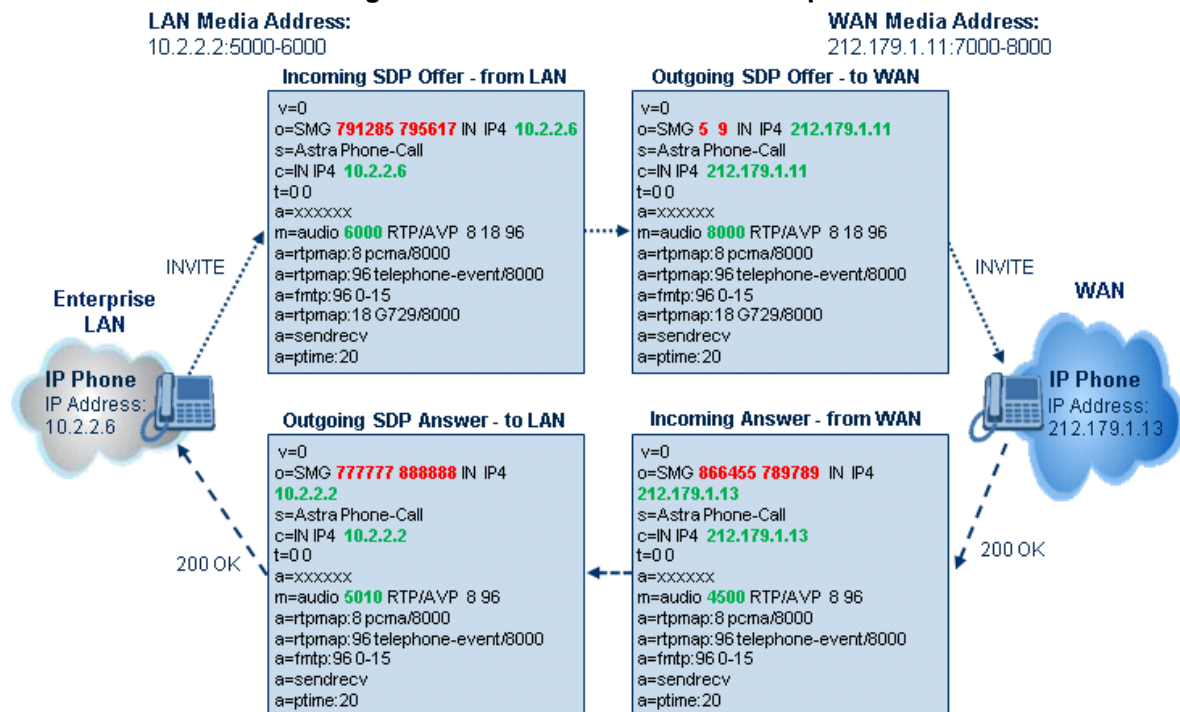 LAN Media Address:
10.2.2.2:5000-6000
WAN Media Address:
212.179.1.11:7000-8000
Incoming SDP Offer - from LAN
v=0
o=SMG 791285 795617 IN IP4 10.2.2.6
s=Astra Phone-Call
c=IN IP4 10.2.2.6
t=0 0
a=xxxxxx
m=audio 6000 RTP/AVP 8 18 96
a=rtpmap:8 pcma/8000
a=rtpmap:96 telephone-event/8000
a=fmtp:96 0-15
a=rtpmap:18 G729/8000
a=sendrecv
a=ptime:20
Outgoing SDP Offer - to WAN
v=0
o=SMG 5 9 IN IP4 212.179.1.11
s=Astra Phone-Call
c=IN IP4 212.179.1.11
t=0 0
a=xxxxxx
m=audio 8000 RTP/AVP 8 18 96
a=rtpmap:8 pcma/8000
a=rtpmap:96 telephone-event/8000
a=fmtp:96 0-15
a=rtpmap:18 G729/8000
a=sendrecv
a=ptime:20
INVITE
INVITE
Enterprise
LAN
IP Phone
IP Address:
10.2.2.6
WAN
IP Phone
IP Address:
212.179.1.13
Outgoing SDP Answer - to LAN
v=0
o=SMG 777777 888888 IN IP4
10.2.2.2
s=Astra Phone-Call
c=IN IP4 10.2.2.2
t=0 0
a=xxxxxx
m=audio 5010 RTP/AVP 8 96
a=rtpmap:8 pcma/8000
a=rtpmap:96 telephone-event/8000
a=fmtp:96 0-15
a=sendrecv
a=ptime:20
Incoming Answer - from WAN
v=0
o=SMG 866455 789789 IN IP4
212.179.1.13
s=Astra Phone-Call
c=IN IP4 212.179.1.13
t=0 0
a=xxxxxx
m=audio 4500 RTP/AVP 8 96
a=rtpmap:8 pcma/8000
a=rtpmap:96 telephone-event/8000
a=fmtp:96 0-15
a=sendrecv
a=ptime:20
200 OK
200 OK